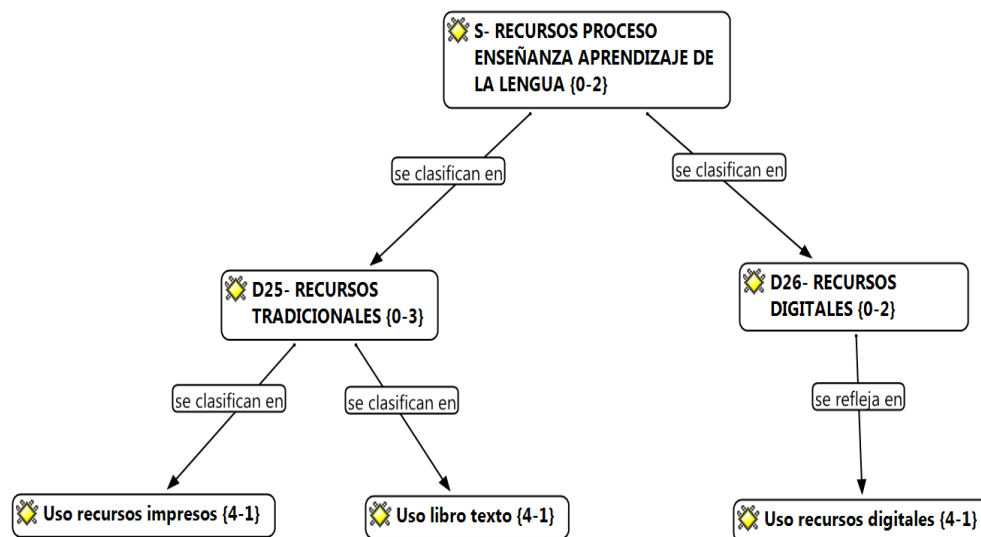 S- RECURSOS PROCESO
ENSEÑANZA APRENDIZAJE DE
LA LENGUA {0-2}
se clasifican en
se clasifican en
D25- RECURSOS
TRADICIONALES {0-3}
D26- RECURSOS
DIGITALES {0-2}
se clasifican en
se clasifican en
se refleja en
Uso recursos impresos {4-1}
Uso libro texto {4-1}
Uso recursos digitales {4-1}